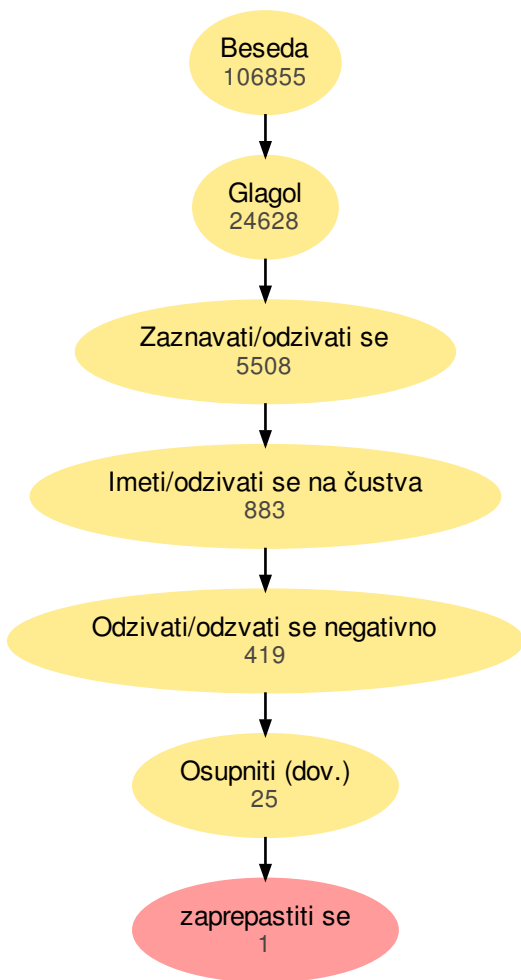 Beseda
106855
Glagol
24628
Zaznavati/odzivati se
5508
Imeti/odzivati se na čustva
883
Odzivati/odzvati se negativno
419
Osupniti (dov.)
25
zaprepastiti se
1